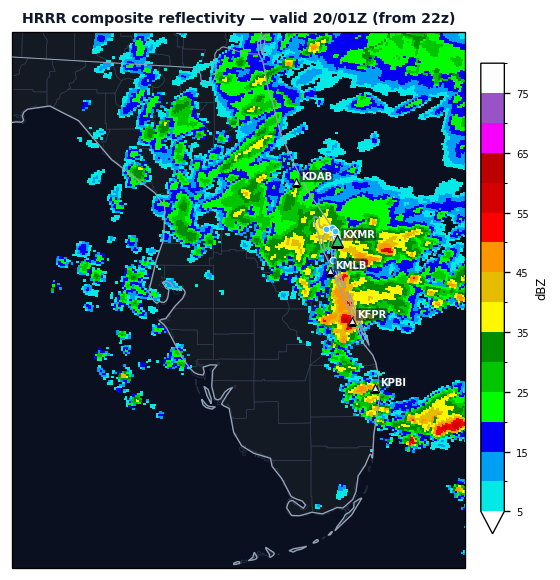 HRRR composite reflectivity — valid 20/01Z (from 22z)
KDAB
KXMR
KMLB
KFPR
KPBI
75
65
55
45
35
25
15
5
dBZ